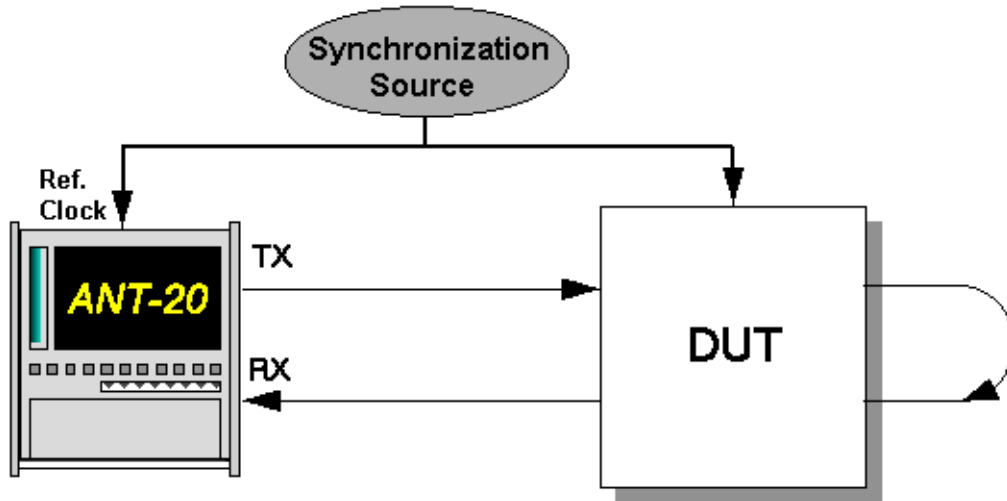 Synchronization
Source
Ref.
Clock
TX
ANT-20
DUT
RX